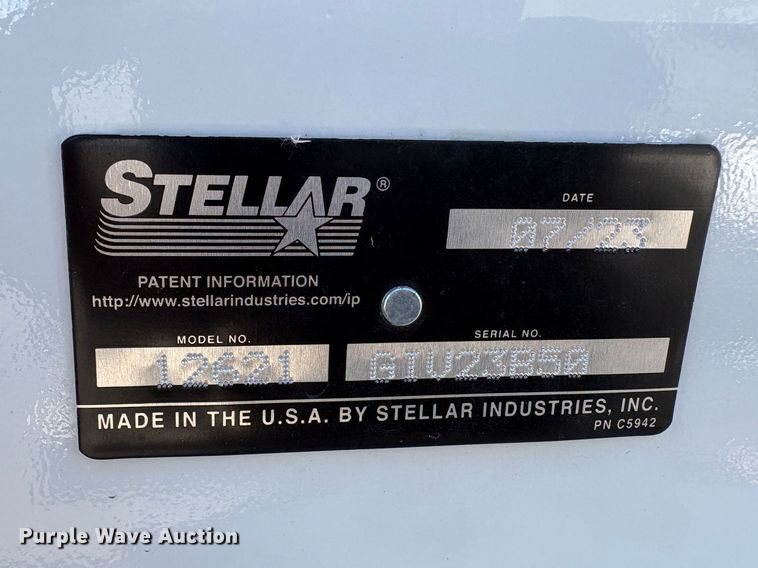 STELLAR®
DATE
07/23
PATENT INFORMATION
http://www.stellarindustries.com/ip
MODEL NO.
12621
SERIAL NO.
MADE IN THE U.S.A. BY STELLAR INDUSTRIES, INC.
PN C5942
Purple Wave Auction®